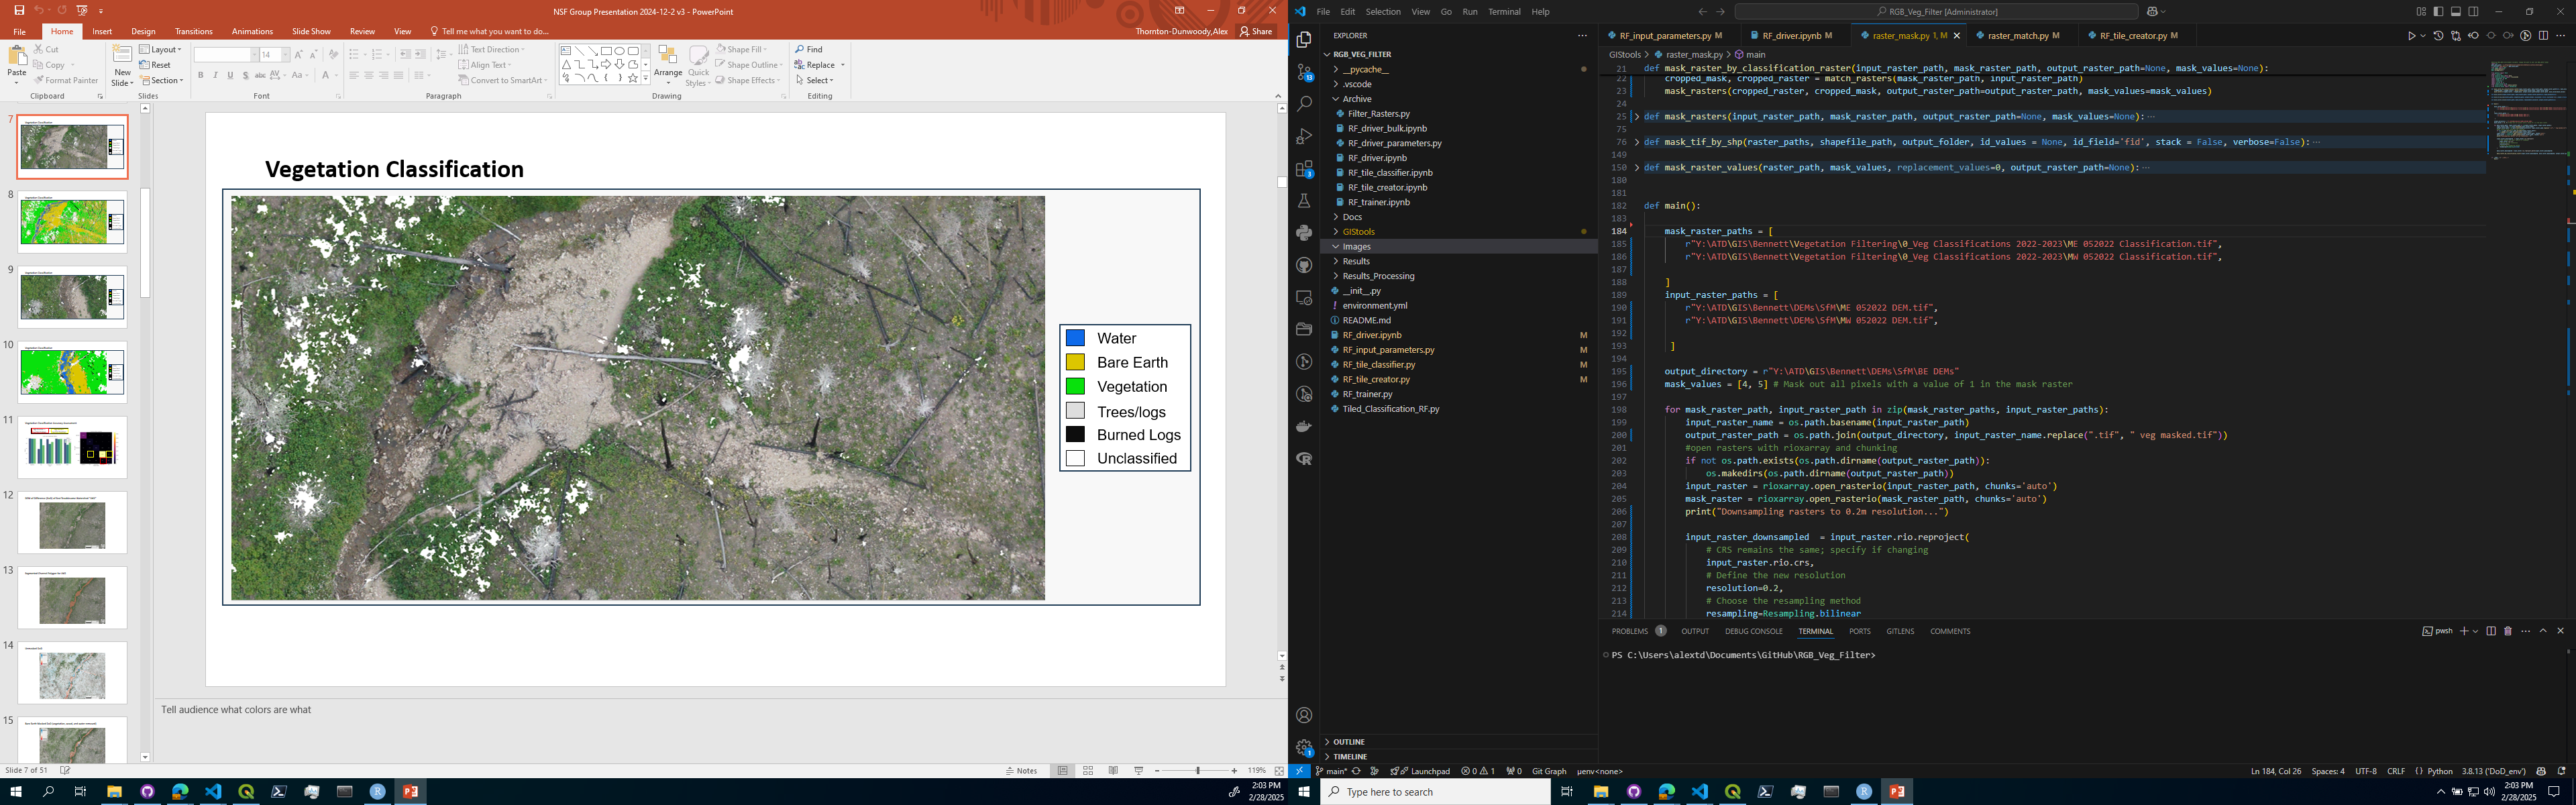 NSF Group Presentation 2024-12-2 v3 - PowerPoint
File Home Insert Design Transitions Animations Slide Show Review View Tell me what you want to do... Thornton-Dunwoody,Alex Share
Paste
Cut
Copy
Format Painter
Clipboard
New Slide
Layout
Reset
Section
Slides
14
Font
Text Direction
Align Text
Convert to SmartArt
Paragraph
Arrange
Quick Styles
Shape Fill
Shape Outline
Shape Effects
Drawing
Find
Replace
Select
Editing
7
8
9
10
11
12
13
14
15
Vegetation Classification
Water
Bare Earth
Vegetation
Trees/logs
Burned Logs
Unclassified
Tell audience what colors are what
Slide 7 of 51
Notes
119%
2:03 PM
2/28/2025
File Edit Selection View Go Run Terminal Help
RGB_Veg_Filter [Administrator]
EXPLORER
RGB_VEG_FILTER
__pycache__
.vscode
Archive
Filter_Rasters.py
RF_driver_bulk.ipynb
RF_driver_parameters.py
RF_driver.ipynb
RF_tile_classifier.ipynb
RF_tile_creator.ipynb
RF_trainer.ipynb
Docs
GIStools
Images
Results
Results_Processing
__init__.py
environment.yml
README.md
RF_driver.ipynb M
RF_input_parameters.py M
RF_tile_classifier.py M
RF_tile_creator.py M
RF_trainer.py
Tiled_Classification_RF.py
OUTLINE
TIMELINE
RF_input_parameters.py M RF_driver.ipynb M raster_mask.py 1, M raster_match.py M RF_tile_creator.py M
GIStools > raster_mask.py > main
21 def mask_raster_by_classification_raster(input_raster_path, mask_raster_path, output_raster_path=None, mask_values=None):
22 cropped_mask, cropped_raster = match_rasters(mask_raster_path, input_raster_path)
23 mask_rasters(cropped_raster, cropped_mask, output_raster_path=output_raster_path, mask_values=mask_values)
24
25 def mask_rasters(input_raster_path, mask_raster_path, output_raster_path=None, mask_values=None):
75
76 def mask_tif_by_shp(raster_paths, shapefile_path, output_folder, id_values = None, id_field='fid', stack = False, verbose=False):
149
150 def mask_raster_values(raster_path, mask_values, replacement_values=0, output_raster_path=None):
180
181
182 def main():
183
184 mask_raster_paths = [
185 r"Y:\ATD\GIS\Bennett\Vegetation Filtering\0_Veg Classifications 2022-2023\ME 052022 Classification.tif",
186 r"Y:\ATD\GIS\Bennett\Vegetation Filtering\0_Veg Classifications 2022-2023\MW 052022 Classification.tif",
187
188 ]
189 input_raster_paths = [
190 r"Y:\ATD\GIS\Bennett\DEMs\SfM\ME 052022 DEM.tif",
191 r"Y:\ATD\GIS\Bennett\DEMs\SfM\MW 052022 DEM.tif",
192
193 ]
194
195 output_directory = r"Y:\ATD\GIS\Bennett\DEMs\SfM\BE DEMs"
196 mask_values = [4, 5] # Mask out all pixels with a value of 1 in the mask raster
197
198 for mask_raster_path, input_raster_path in zip(mask_raster_paths, input_raster_paths):
199 input_raster_name = os.path.basename(input_raster_path)
200 output_raster_path = os.path.join(output_directory, input_raster_name.replace(".tif", " veg masked.tif"))
201 #open rasters with rioxarray and chunking
202 if not os.path.exists(os.path.dirname(output_raster_path)):
203 os.makedirs(os.path.dirname(output_raster_path))
204 input_raster = rioxarray.open_rasterio(input_raster_path, chunks='auto')
205 mask_raster = rioxarray.open_rasterio(mask_raster_path, chunks='auto')
206 print("Downsampling rasters to 0.2m resolution...")
207
208 input_raster_downsampled = input_raster.rio.reproject(
209 # CRS remains the same; specify if changing
210 input_raster.rio.crs,
211 # Define the new resolution
212 resolution=0.2,
213 # Choose the resampling method
214 resampling=Resampling.bilinear
PROBLEMS 1 OUTPUT DEBUG CONSOLE TERMINAL PORTS GITLENS COMMENTS
pwsh
PS C:\Users\alextd\Documents\GitHub\RGB_Veg_Filter>
main* Launchpad 0 1 0 Git Graph µenv<none>
Ln 184, Col 26 Spaces: 4 UTF-8 CRLF Python 3.8.13 ('DoD_env')
Type here to search
2:03 PM
2/28/2025